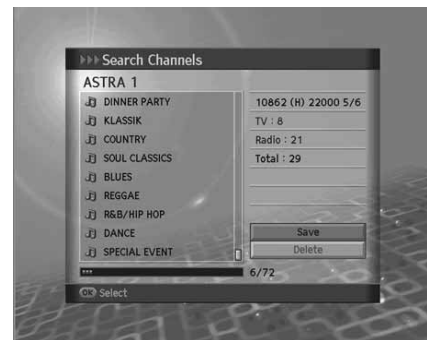 Search Channels
ASTRA 1
DINNER PARTY
KLASSIK
COUNTRY
SOUL CLASSICS
BLUES
REGGAE
R&B/HIP HOP
DANCE
SPECIAL EVENT
10862 (H) 22000 5/6
TV : 8
Radio : 21
Total : 29
Save
Delete
6/72
OK Select